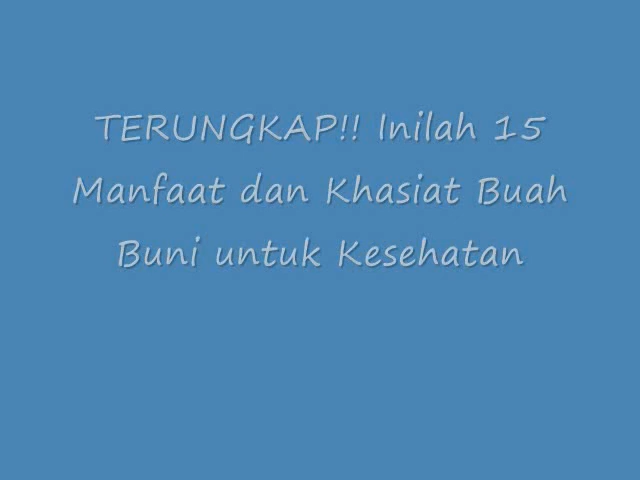 TERUNGKAP!! Inilah 15
Manfaat dan Khasiat Buah
Buni untuk Kesehatan